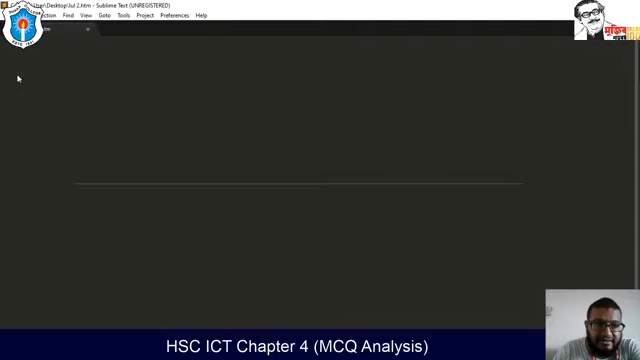 User\Desktop\Jul 2.htm - Sublime Text (UNREGISTERED)
Find View Goto Tools Project Preferences Help
HSC ICT Chapter 4 (MCQ Analysis)